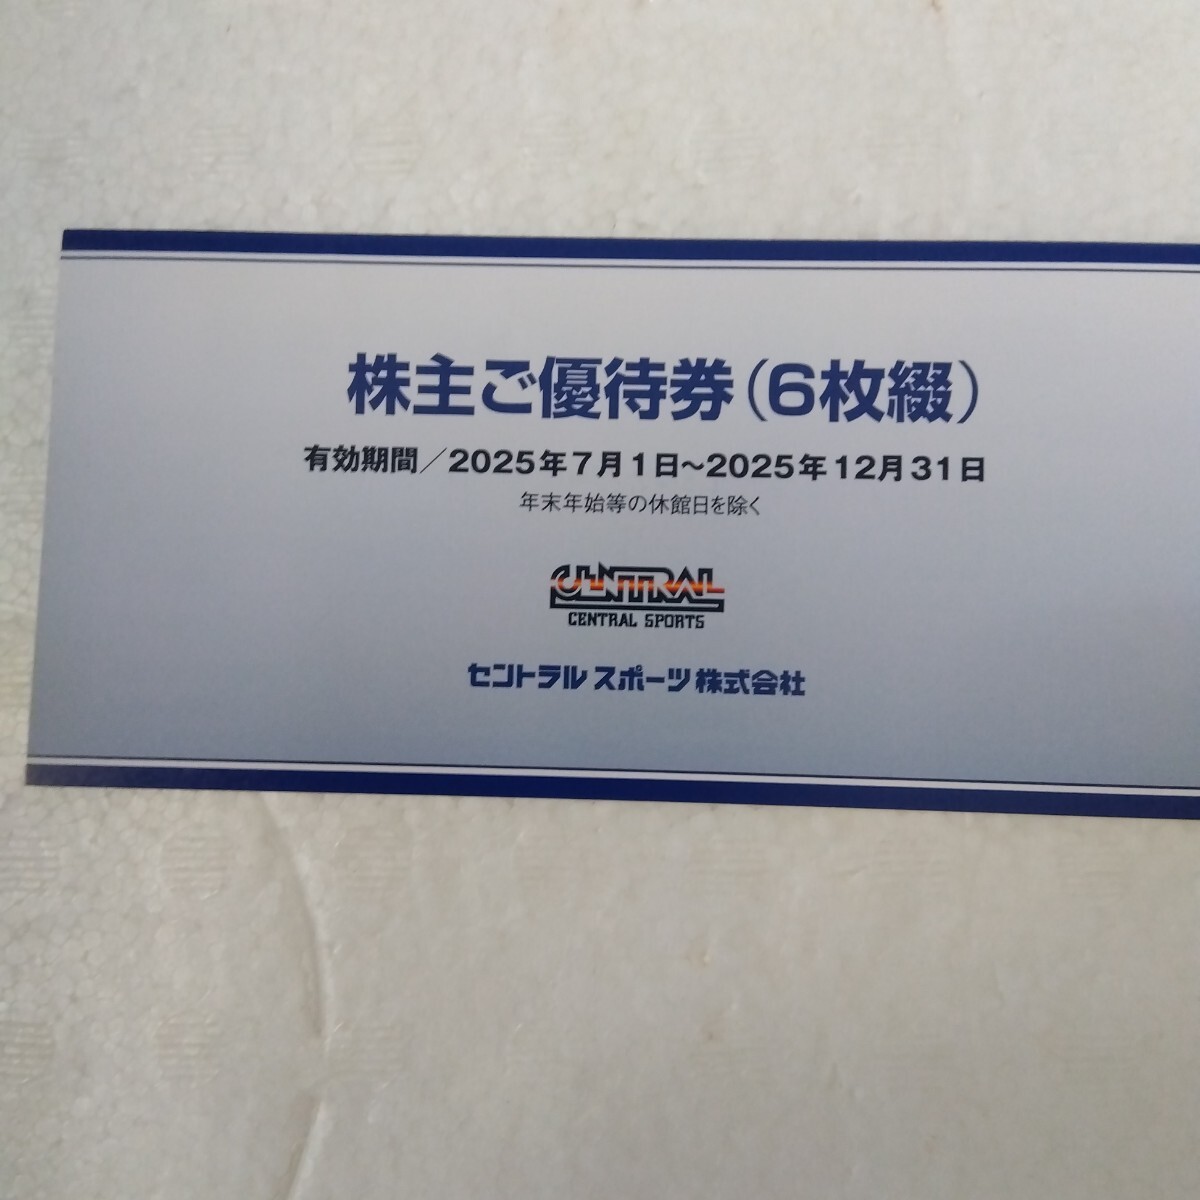 株主ご優待券(6枚綴)
有効期間/2025年7月1日~2025年12月31日
年末年始等の休館日を除く
CENTRAL
CENTRAL SPORTS
セントラルスポーツ株式会社